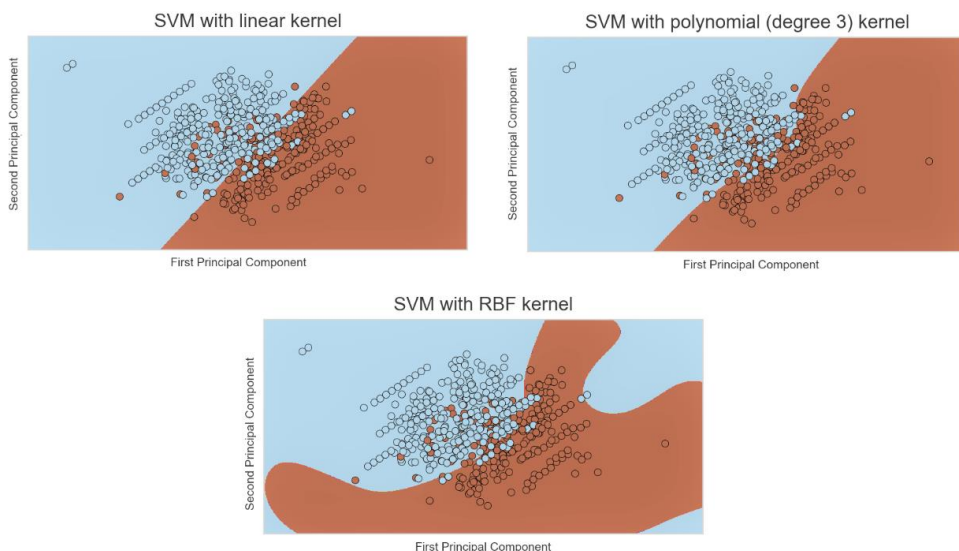 SVM with linear kernel
Second Principal Component
First Principal Component
SVM with polynomial (degree 3) kernel
Second Principal Component
First Principal Component
SVM with RBF kernel
Second Principal Component
First Principal Component